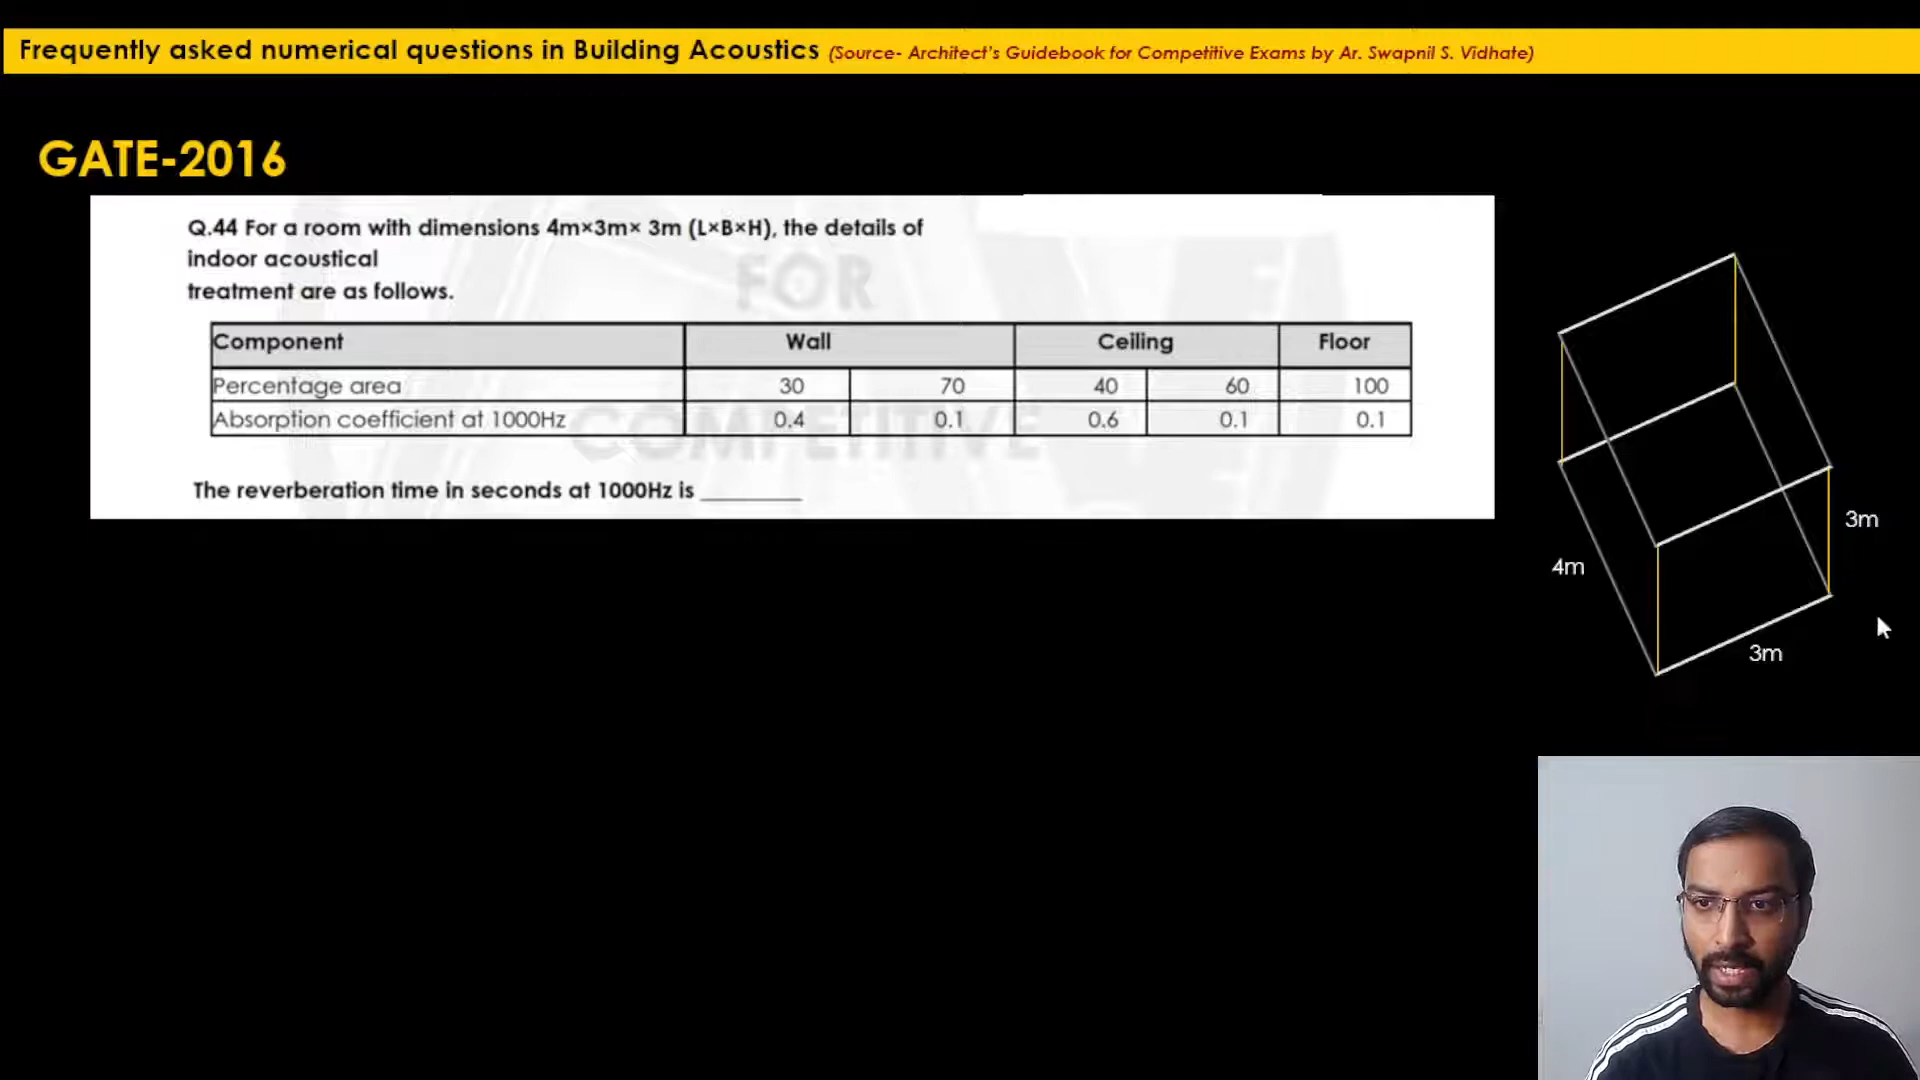 Frequently asked numerical questions in Building Acoustics (Source- Architect's Guidebook for Competitive Exams by Ar. Swapnil S. Vidhate)
GATE-2016
Q.44 For a room with dimensions 4m×3m× 3m (L×B×H), the details of
indoor acoustical
treatment are as follows.
FOR
Component Wall Ceiling Floor
Percentage area 30 70 40 60 100
Absorption coefficient at 1000Hz 0.4 0.1 0.6 0.1 0.1
COMPETITIVE
The reverberation time in seconds at 1000Hz is ________
3m
4m
3m